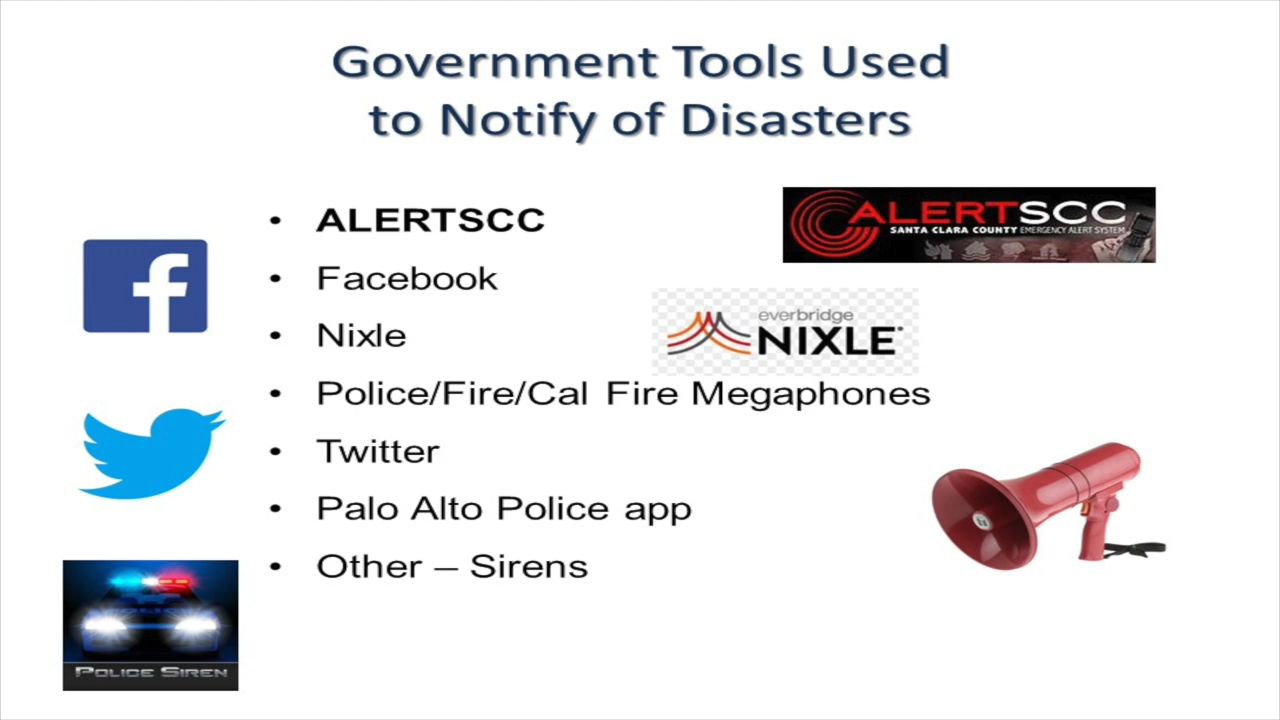 Government Tools Used
to Notify of Disasters
• ALERTSCC
• Facebook
• Nixle
• Police/Fire/Cal Fire Megaphones
• Twitter
• Palo Alto Police app
• Other – Sirens
ALERTSCC
SANTA CLARA COUNTY EMERGENCY ALERT SYSTEM
everbridge
NIXLE
f
POLICE
POLICE SIREN